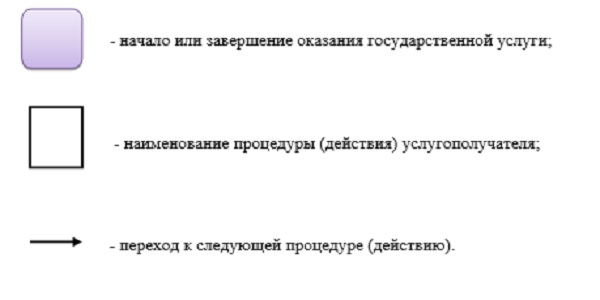 - начало или завершение оказания государственной услуги;
- наименование процедуры (действия) услугополучателя;
- переход к следующей процедуре (действию).